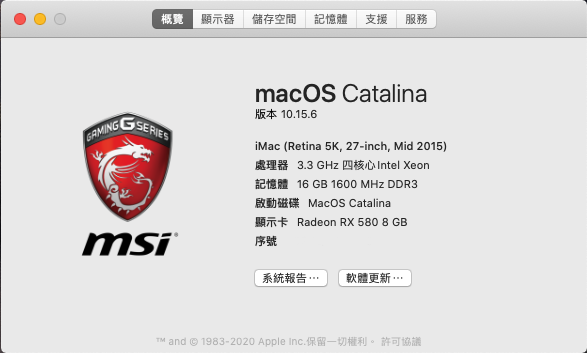 概覽 顯示器 儲存空間 記憶體 支援 服務
macOS Catalina
版本 10.15.6
GAMING G SERIES
msi
iMac (Retina 5K, 27-inch, Mid 2015)
處理器 3.3 GHz 四核心Intel Xeon
記憶體 16 GB 1600 MHz DDR3
啟動磁碟 MacOS Catalina
顯示卡 Radeon RX 580 8 GB
序號
系統報告⋯ 軟體更新⋯
™ and © 1983-2020 Apple Inc.保留一切權利。 許可協議